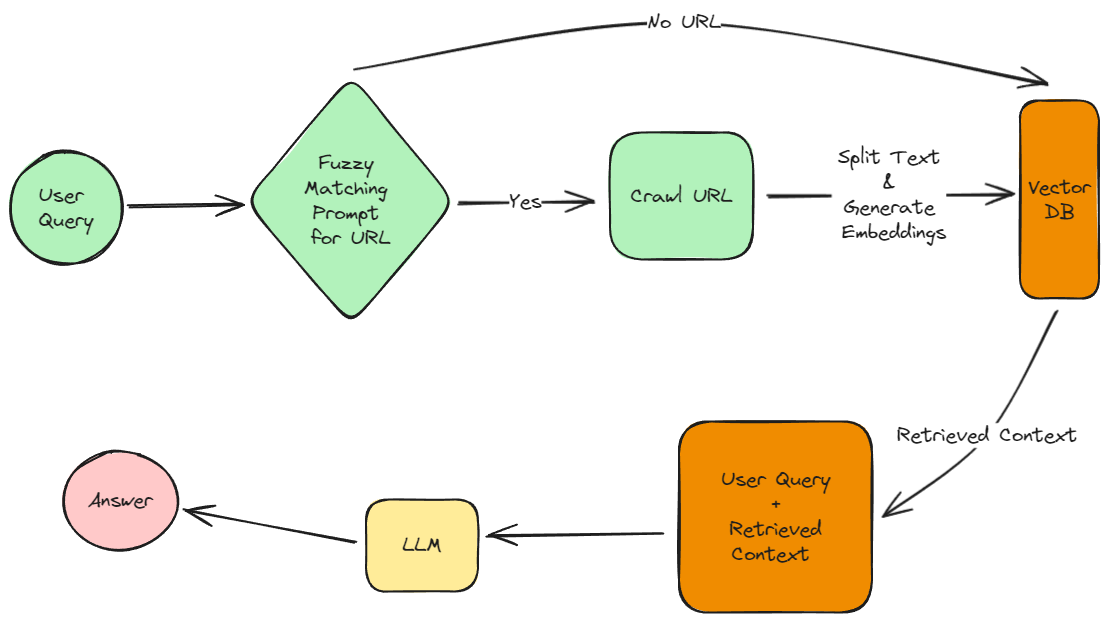 No URL
User
Query
Fuzzy
Matching
Prompt
for URL
Yes
Crawl URL
Split Text
&
Generate
Embeddings
Vector
DB
Retrieved Context
User Query
+
Retrieved
Context
LLM
Answer